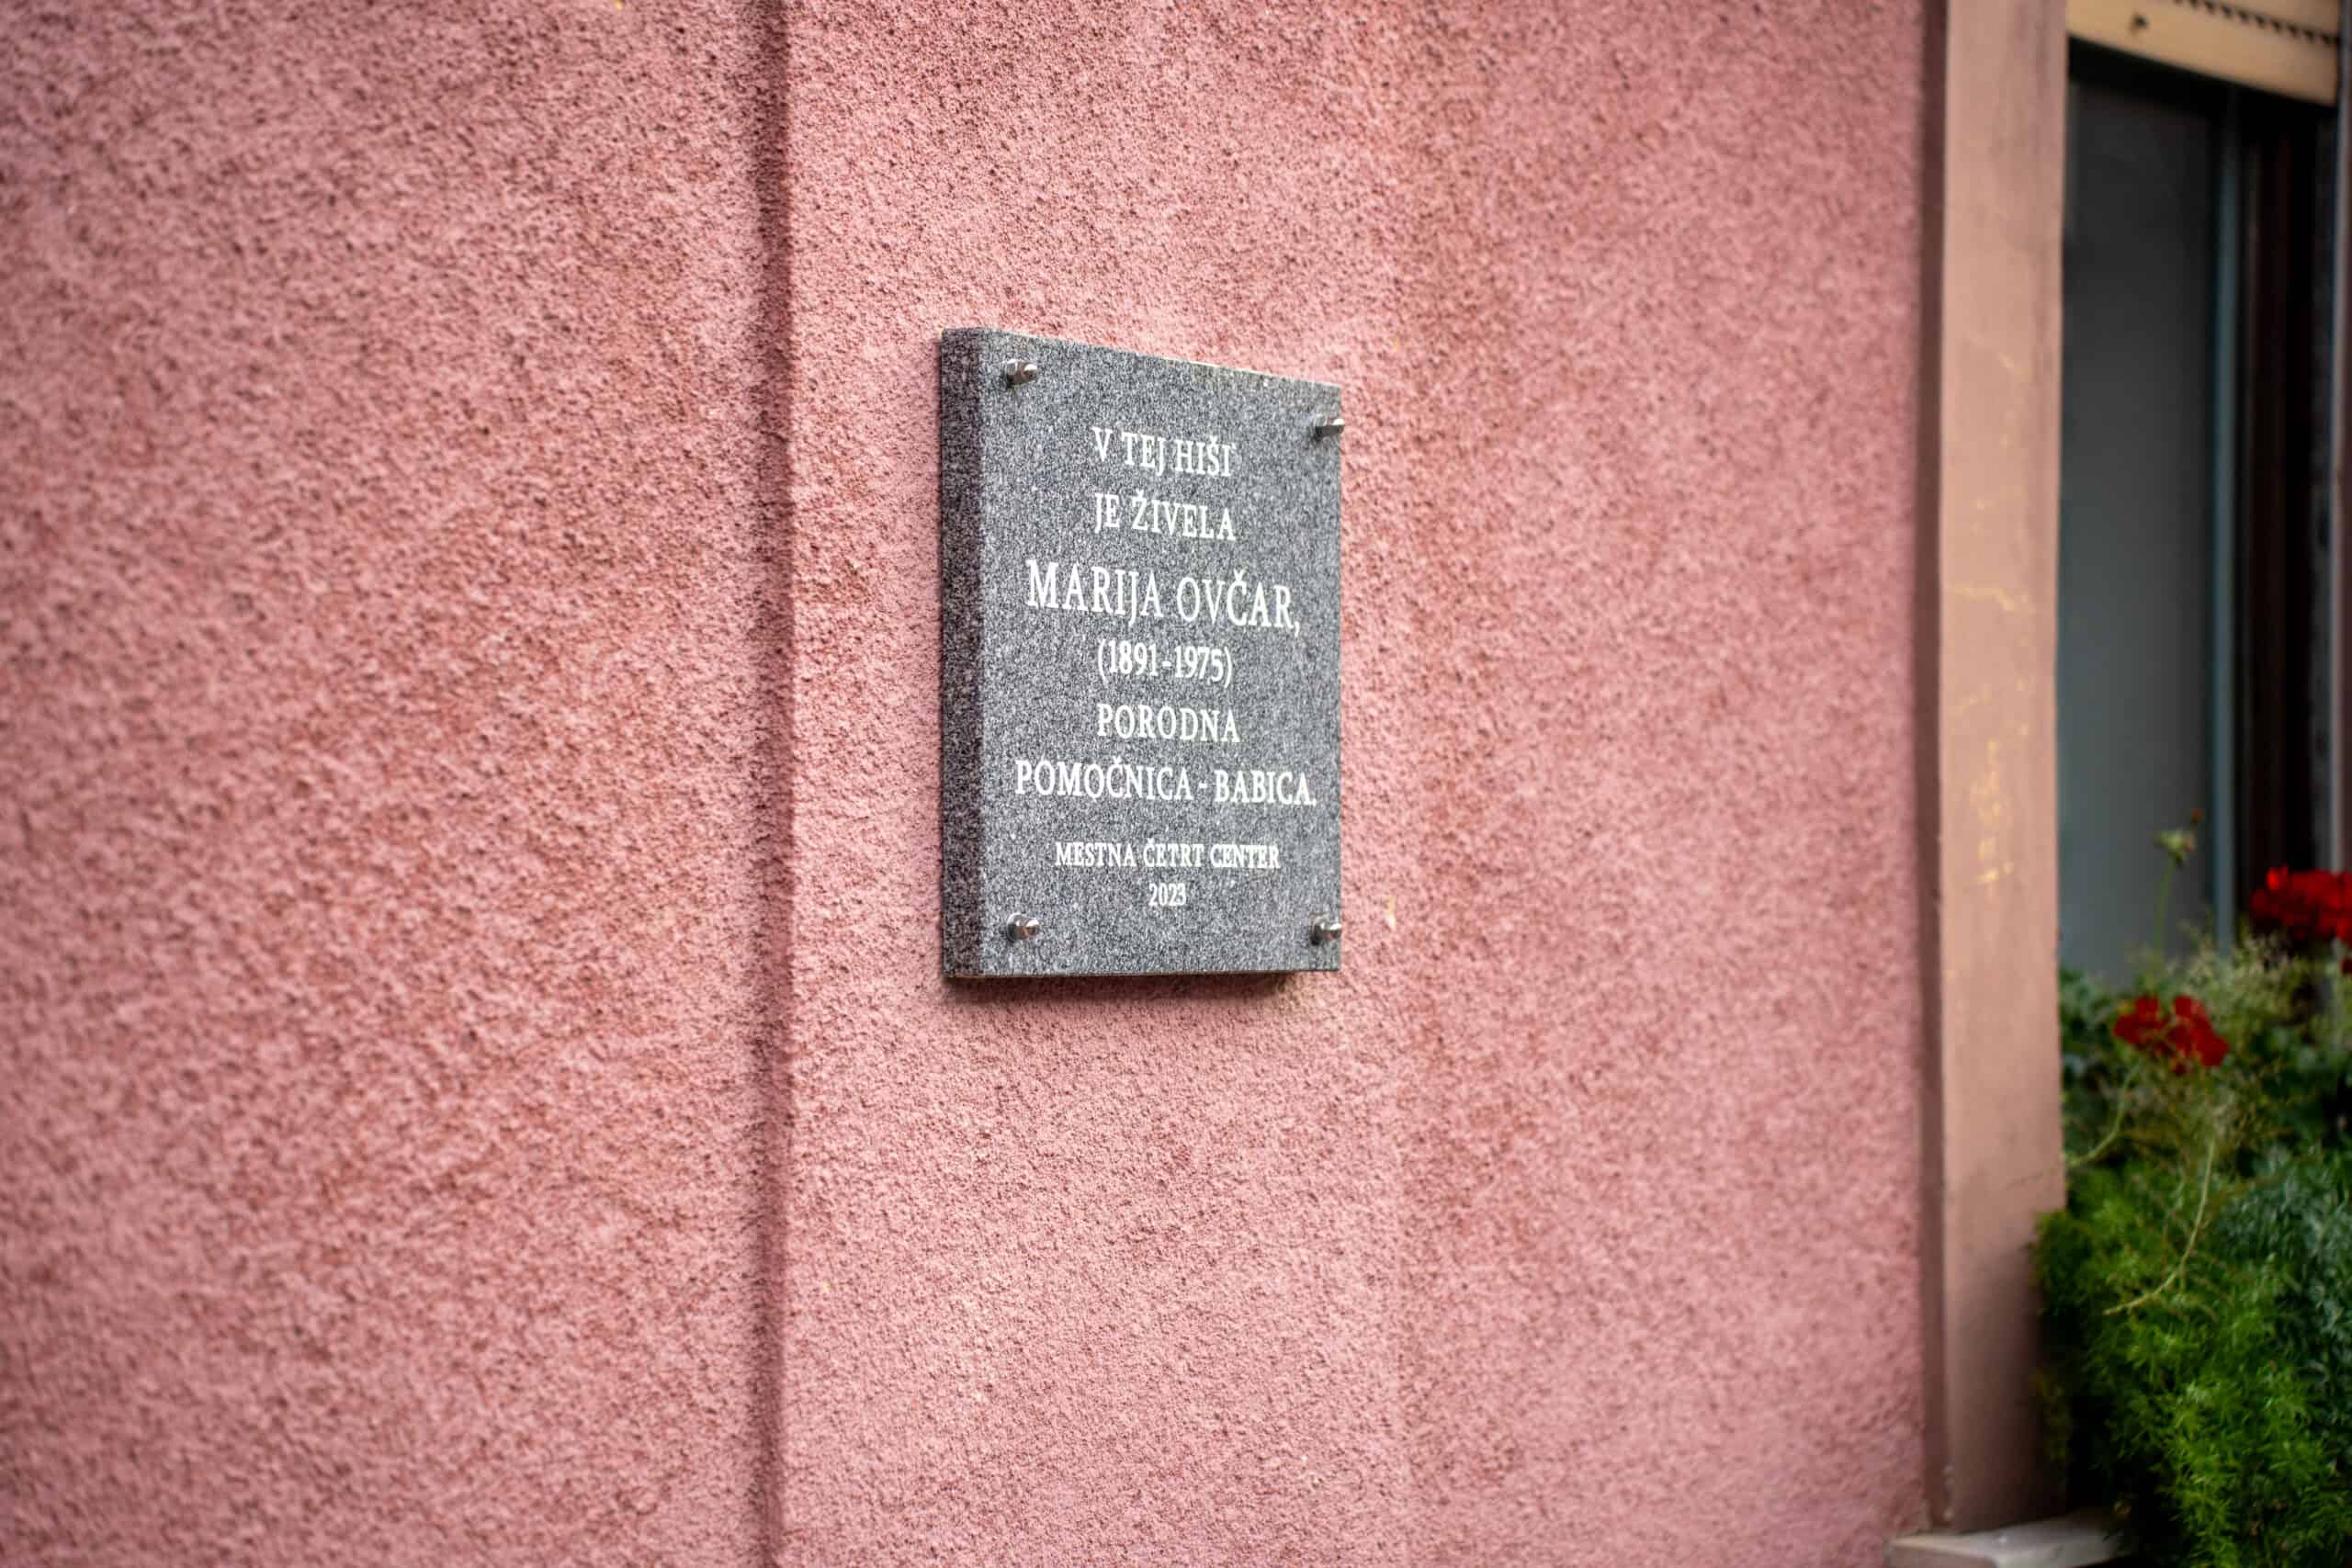 V TEJ HIŠI
JE ŽIVELA
MARIJA OVČAR,
(1891-1975)
PORODNA
POMOČNICA - BABICA.
MESTNA ČETRT CENTER
2023